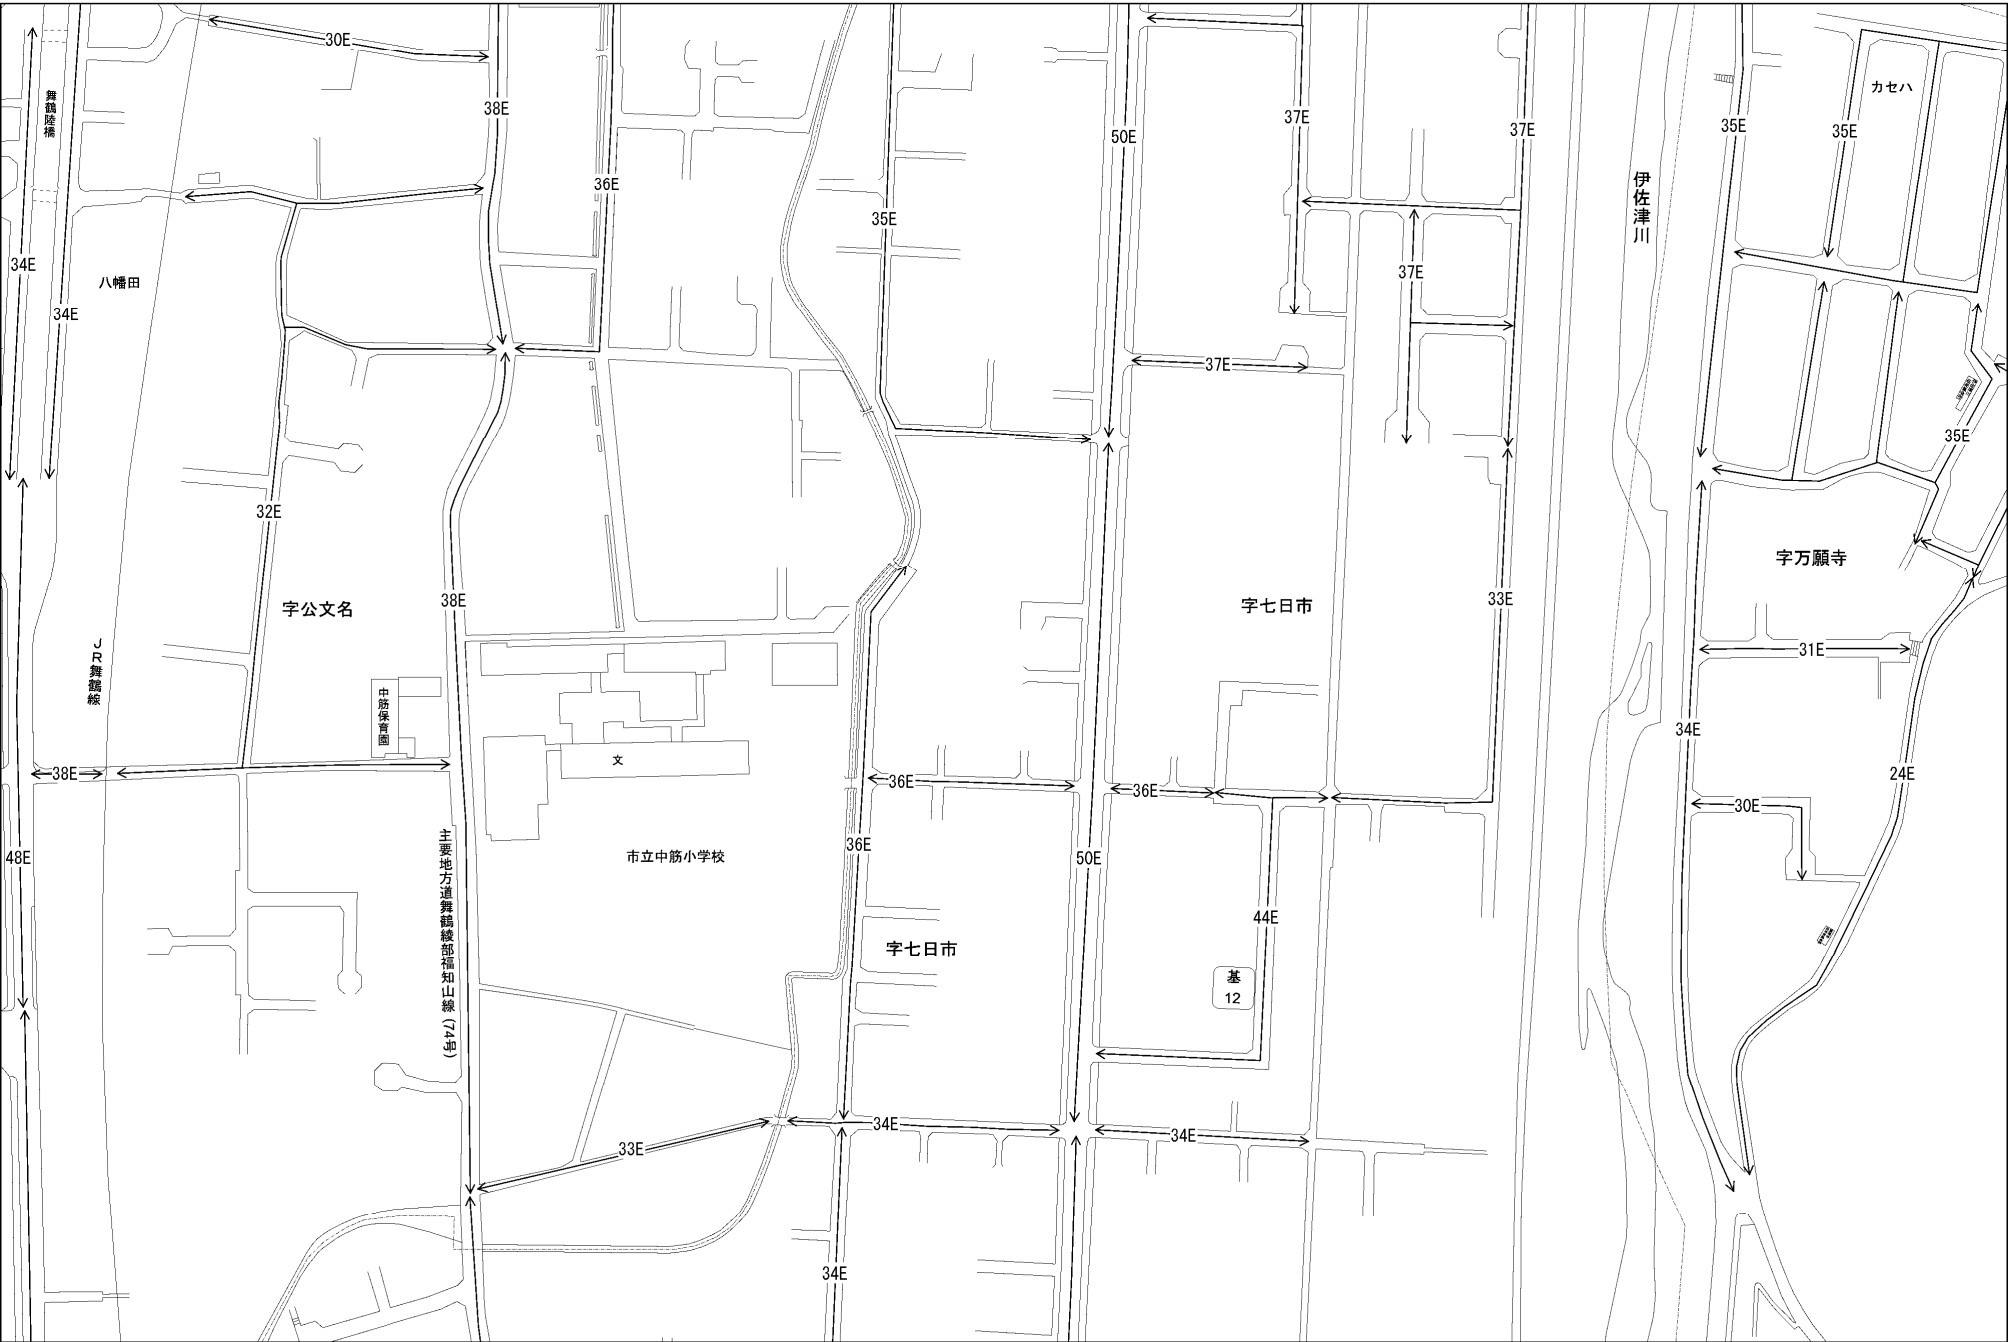 30E
舞鶴陸橋
38E
37E
37E
50E
35E
35E
カセハ
36E
35E
伊佐津川
34E
八幡田
37E
34E
37E
35E
32E
字万願寺
字公文名
38E
字七日市
33E
JR舞鶴線
31E
中筋保育園
34E
文
38E
36E
36E
24E
30E
48E
主要地方道舞鶴綾部福知山線(74号)
市立中筋小学校
36E
50E
44E
字七日市
基
12
34E
34E
33E
34E